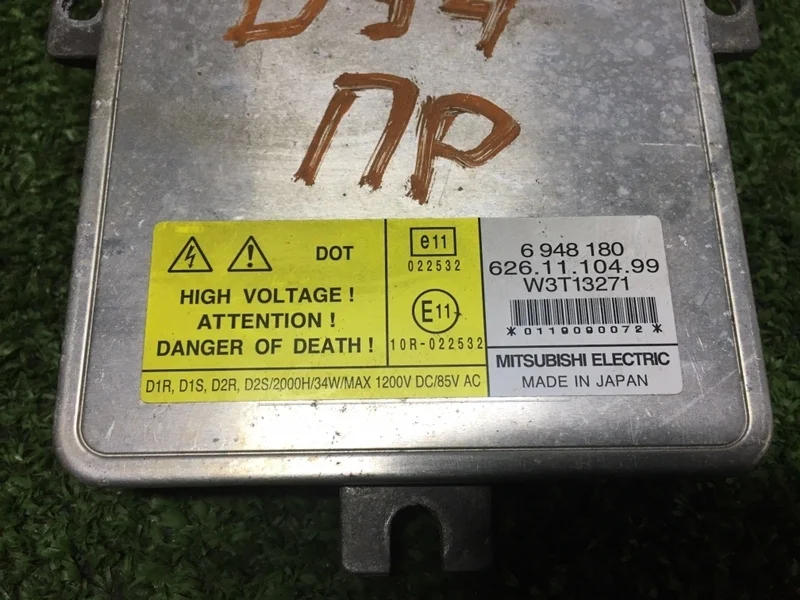 ПР
DOT
HIGH VOLTAGE !
ATTENTION !
DANGER OF DEATH !
e11
022532
E11
10R-022532
6 948 180
626.11.104.99
W3T13271
*0119090072*
MITSUBISHI ELECTRIC
MADE IN JAPAN
D1R, D1S, D2R, D2S/2000H/34W/MAX 1200V DC/85V AC